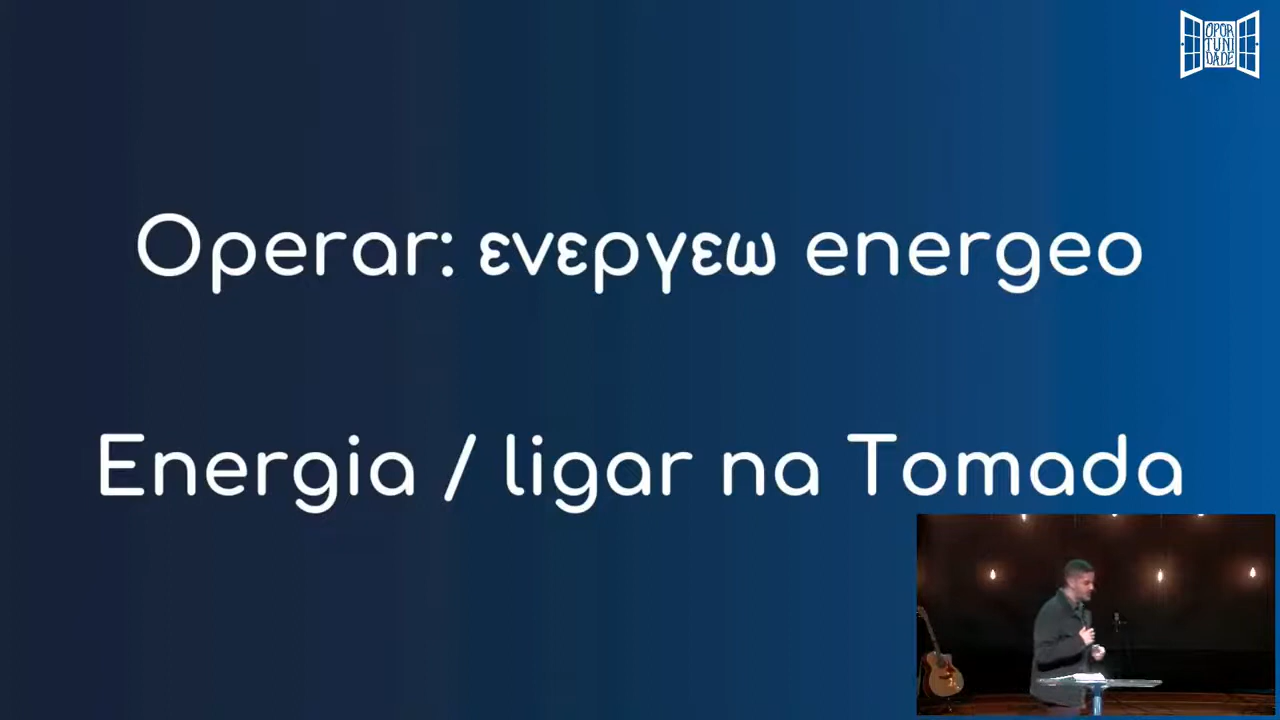 OPOR
TUNI
DADE
Operar: ενεργεω energeo
Energia / ligar na Tomada